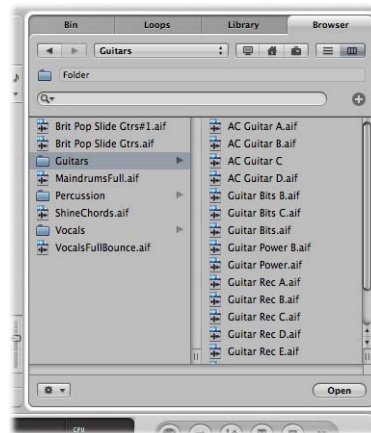 Bin Loops Library Browser
Guitars
Folder
Brit Pop Slide Gtrs#1.aif
Brit Pop Slide Gtrs.aif
Guitars
MaindrumsFull.aif
Percussion
ShineChords.aif
Vocals
VocalsFullBounce.aif
AC Guitar A.aif
AC Guitar B.aif
AC Guitar C
AC Guitar D.aif
Guitar Bits B.aif
Guitar Bits C.aif
Guitar Bits.aif
Guitar Power B.aif
Guitar Power.aif
Guitar Rec A.aif
Guitar Rec B.aif
Guitar Rec C.aif
Guitar Rec D.aif
Guitar Rec E.aif
Open
CPU